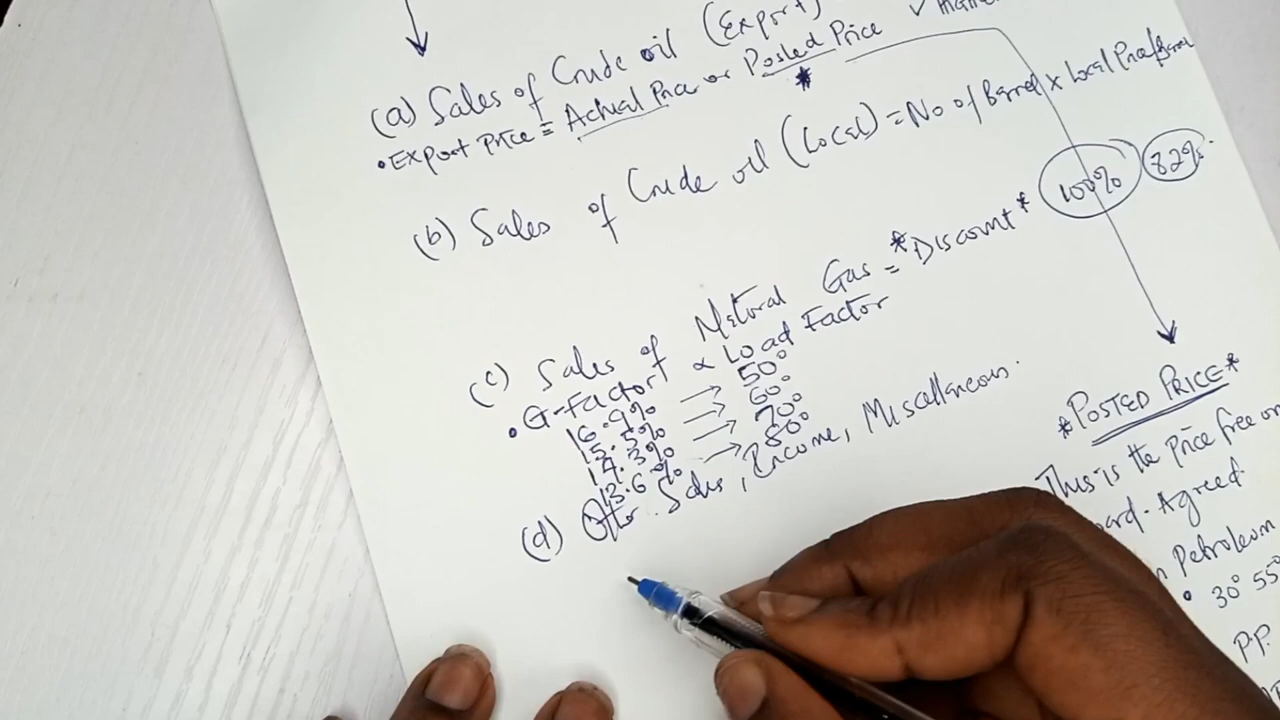 (a) Sales of Crude oil (Export)
• Export Price = Actual Price or Posted Price
*
(b) Sales of Crude oil (Local) = No of Barrel x Local Price/Barrel
100% 82%
(c) Sales of Natural Gas = *Discount*
• G-Factor ∝ Load Factor
16.9% → 50°
15.5% → 60°
14.3% → 70°
13.6% → 80°
(d) Other Sales, Income, Miscellaneous.
*POSTED PRICE*
This is the Price free on
Agreed
Petroleum
• 30° 55°
P.P.